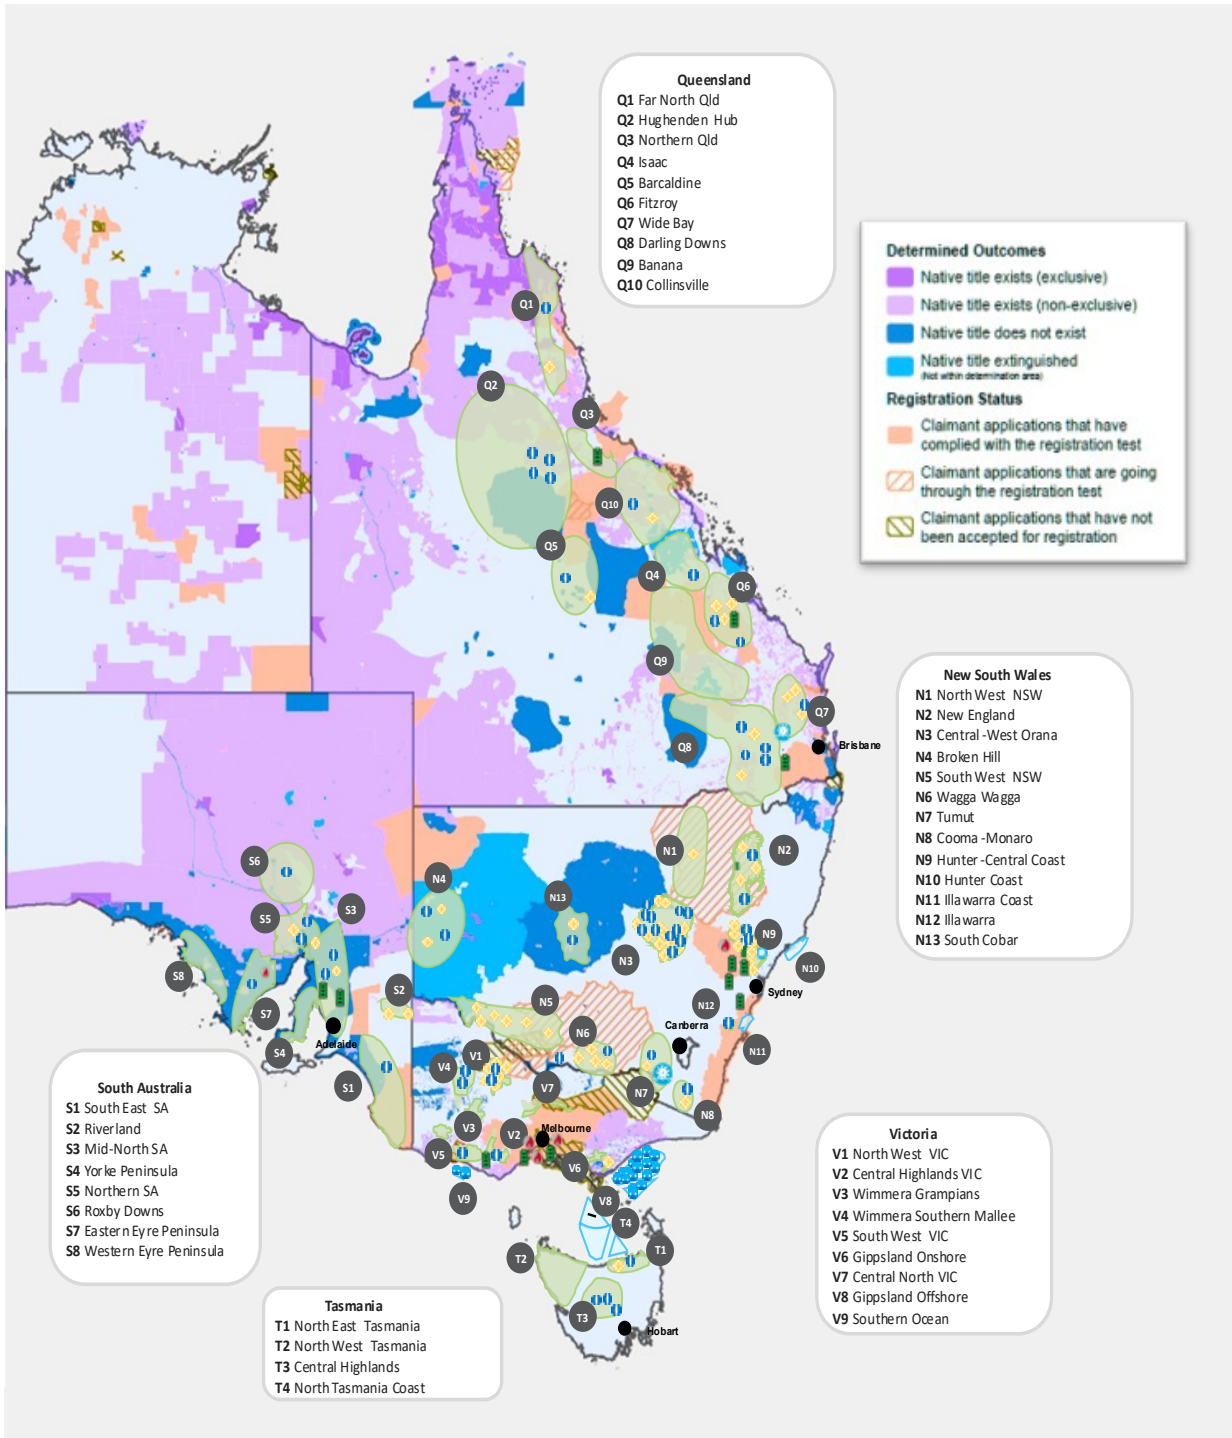 Queensland
Q1 Far North Qld
Q2 Hughenden Hub
Q3 Northern Qld
Q4 Isaac
Q5 Barcaldine
Q6 Fitzroy
Q7 Wide Bay
Q8 Darling Downs
Q9 Banana
Q10 Collinsville
Determined Outcomes
Native title exists (exclusive)
Native title exists (non-exclusive)
Native title does not exist
Native title extinguished
(Not within determination area)
Registration Status
Claimant applications that have
complied with the registration test
Claimant applications that are going
through the registration test
Claimant applications that have not
been accepted for registration
New South Wales
N1 North West NSW
N2 New England
N3 Central-West Orana
N4 Broken Hill
N5 South West NSW
N6 Wagga Wagga
N7 Tumut
N8 Cooma-Monaro
N9 Hunter-Central Coast
N10 Hunter Coast
N11 Illawarra Coast
N12 Illawarra
N13 South Cobar
South Australia
S1 South East SA
S2 Riverland
S3 Mid-North SA
S4 Yorke Peninsula
S5 Northern SA
S6 Roxby Downs
S7 Eastern Eyre Peninsula
S8 Western Eyre Peninsula
Tasmania
T1 North East Tasmania
T2 North West Tasmania
T3 Central Highlands
T4 North Tasmania Coast
Victoria
V1 North West VIC
V2 Central Highlands VIC
V3 Wimmera Grampians
V4 Wimmera Southern Mallee
V5 South West VIC
V6 Gippsland Onshore
V7 Central North VIC
V8 Gippsland Offshore
V9 Southern Ocean
Q1
Q2
Q3
Q10
Q5
Q4
Q6
Q9
Q7
Q8
Brisbane
N1
N2
S6
N4
S5
S3
N13
N9
N3
N10
S8
S2
Sydney
N5
N12
S7
Canberra
N6
Adelaide
S4
N11
V1
V4
S1
V7
N7
N8
V3
V2
Melbourne
V5
V6
V9
V8
T4
T1
T2
T3
Hobart